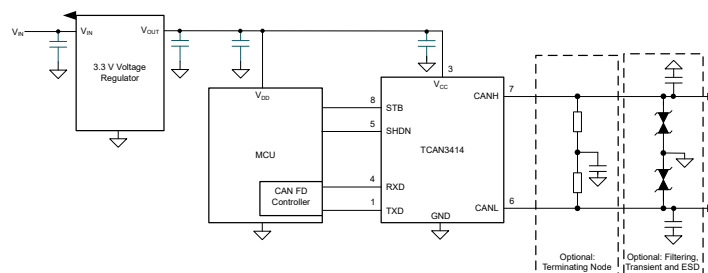 VIN
VIN
VOUT
3.3 V Voltage
Regulator
VDD
MCU
CAN FD
Controller
8
5
4
1
3
VCC
STB
SHDN
TCAN3414
RXD
TXD
GND
CANH
CANL
7
6
Optional:
Terminating Node
Optional: Filtering,
Transient and ESD